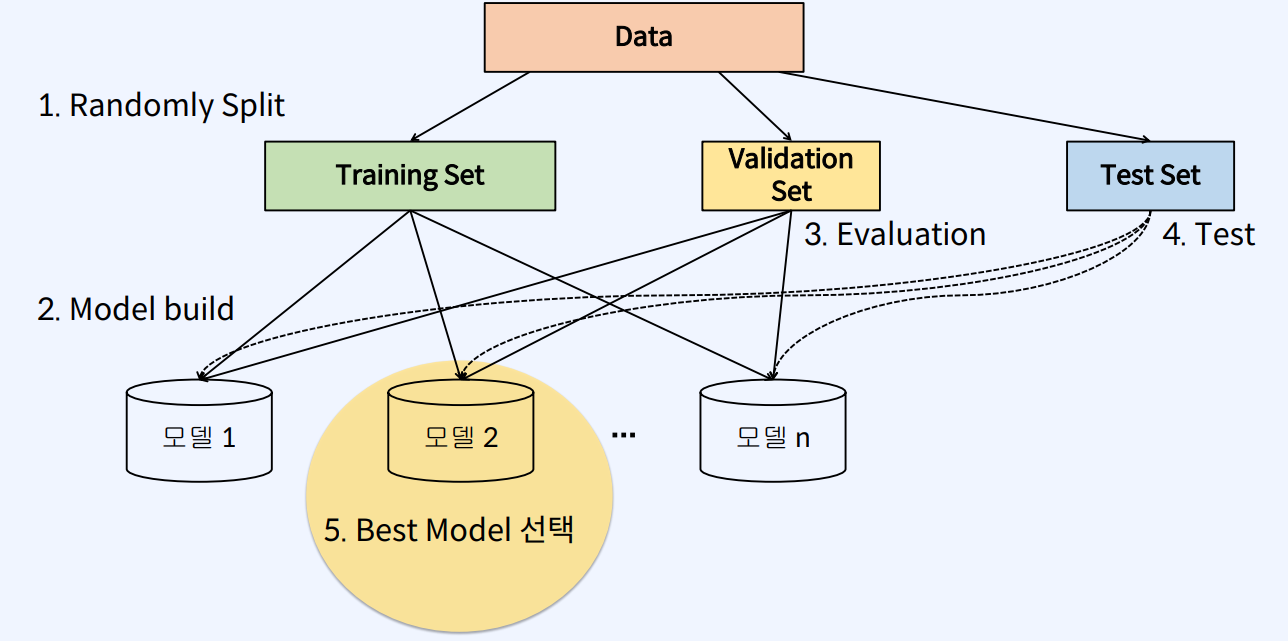 Data
1. Randomly Split
Training Set
Validation
Set
Test Set
3. Evaluation
4. Test
2. Model build
모델 1
모델 2
...
모델 n
5. Best Model 선택